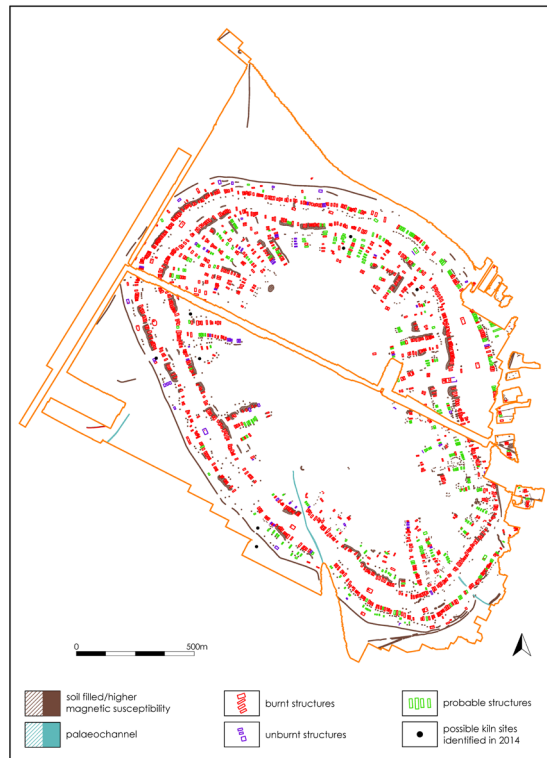 0
500m
soil filled/higher
magnetic susceptibility
burnt structures
probable structures
palaeochannel
unburnt structures
possible kiln sites
identified in 2014